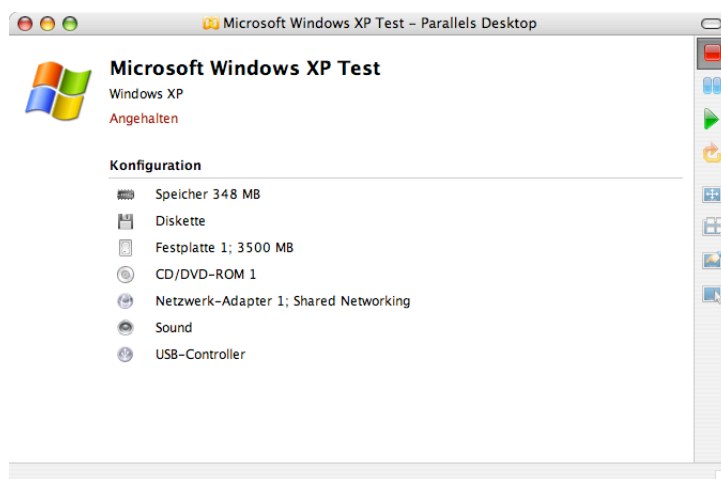 Microsoft Windows XP Test – Parallels Desktop
Microsoft Windows XP Test
Windows XP
Angehalten
Konfiguration
Speicher 348 MB
Diskette
Festplatte 1; 3500 MB
CD/DVD-ROM 1
Netzwerk-Adapter 1; Shared Networking
Sound
USB-Controller